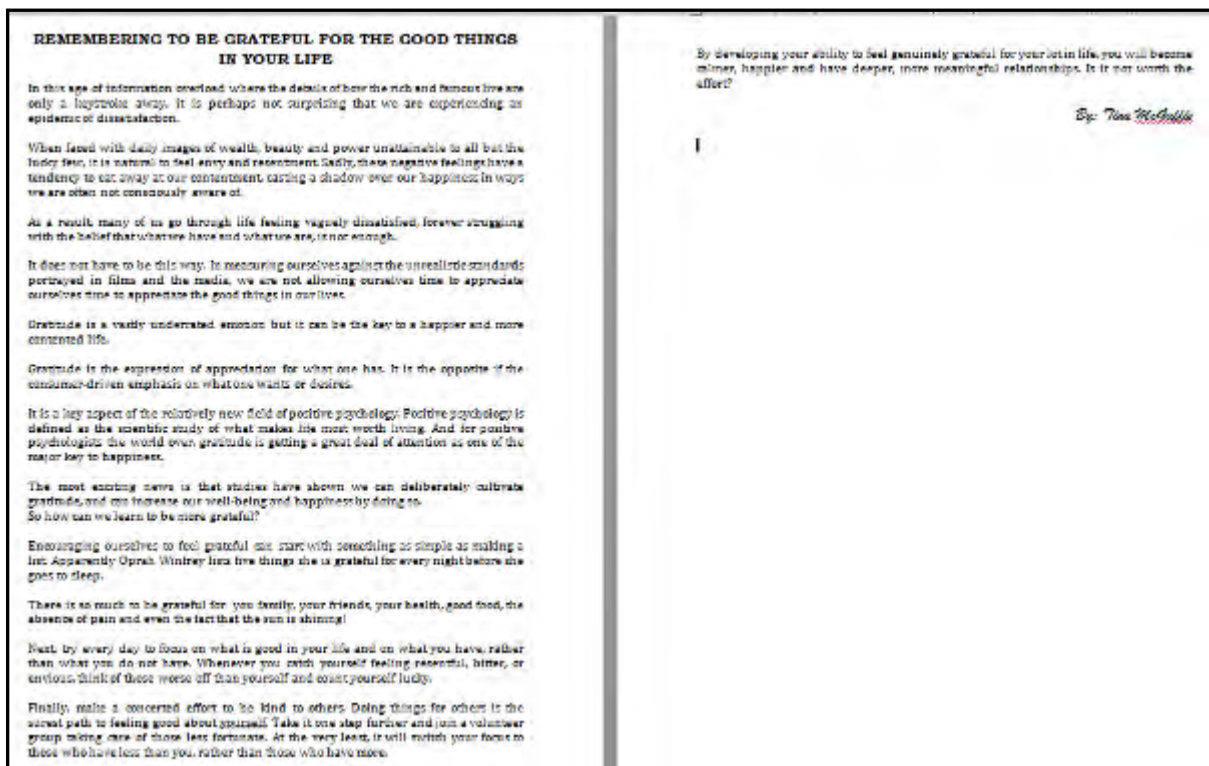 REMEMBERING TO BE GRATEFUL FOR THE GOOD THINGS
IN YOUR LIFE
In this age of information overload where the details of how the rich and famous live are
only a keystroke away, it is perhaps not surprising that we are experiencing an
epidemic of dissatisfaction.
When faced with daily images of wealth, beauty and power unattainable to all but the
lucky few, it is natural to feel envy and resentment. Sadly, these negative feelings have a
tendency to eat away at our contentment, casting a shadow over our happiness in ways
we are often not consciously aware of.
As a result, many of us go through life feeling vaguely dissatisfied, forever struggling
with the belief that what we have and what we are, is not enough.
It does not have to be this way. In measuring ourselves against the unrealistic standards
portrayed in films and the media, we are not allowing ourselves time to appreciate
ourselves time to appreciate the good things in our lives.
Gratitude is a vastly underrated emotion but it can be the key to a happier and more
contented life.
Gratitude is the expression of appreciation for what one has. It is the opposite if the
consumer-driven emphasis on what one wants or desires.
It is a key aspect of the relatively new field of positive psychology. Positive psychology is
defined as the scientific study of what makes life most worth living. And for positive
psychologists the world over, gratitude is getting a great deal of attention as one of the
major key to happiness.
The most exciting news is that studies have shown we can deliberately cultivate
gratitude, and can increase our well-being and happiness by doing so.
So how can we learn to be more grateful?
Encouraging ourselves to feel grateful can start with something as simple as making a
list. Apparently Oprah Winfrey lists five things she is grateful for every night before she
goes to sleep.
There is so much to be grateful for you family, your friends, your health, good food, the
absence of pain and even the fact that the sun is shining!
Next, try every day to focus on what is good in your life and on what you have, rather
than what you do not have. Whenever you catch yourself feeling resentful, bitter, or
envious, think of those worse off than yourself and count yourself lucky.
Finally, make a concerted effort to be kind to others. Doing things for others is the
surest path to feeling good about yourself. Take it one step further and join a volunteer
group taking care of those less fortunate. At the very least, it will switch your focus to
those who have less than you, rather than those who have more.
By developing your ability to feel genuinely grateful for your lot in life, you will become
calmer, happier and have deeper, more meaningful relationships. Is it not worth the
effort?
By: Tina McGuffin